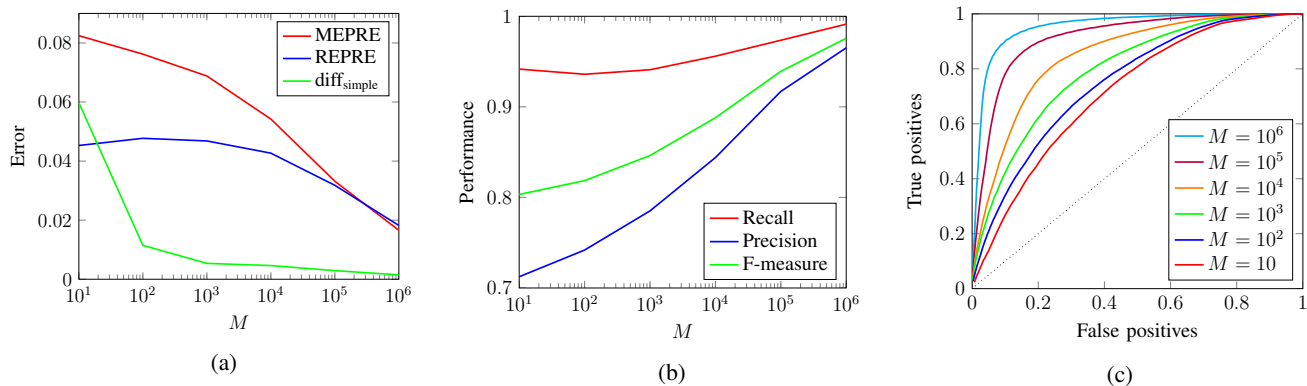 0.08
0.06
0.04
0.02
0
Error
MEPRE
REPRE
diff_simple
10^1
10^2
10^3
10^4
10^5
10^6
M
(a)
1
0.9
0.8
0.7
Performance
Recall
Precision
F-measure
10^1
10^2
10^3
10^4
10^5
10^6
M
(b)
1
0.8
0.6
0.4
0.2
0
True positives
M = 10^6
M = 10^5
M = 10^4
M = 10^3
M = 10^2
M = 10
0
0.2
0.4
0.6
0.8
1
False positives
(c)